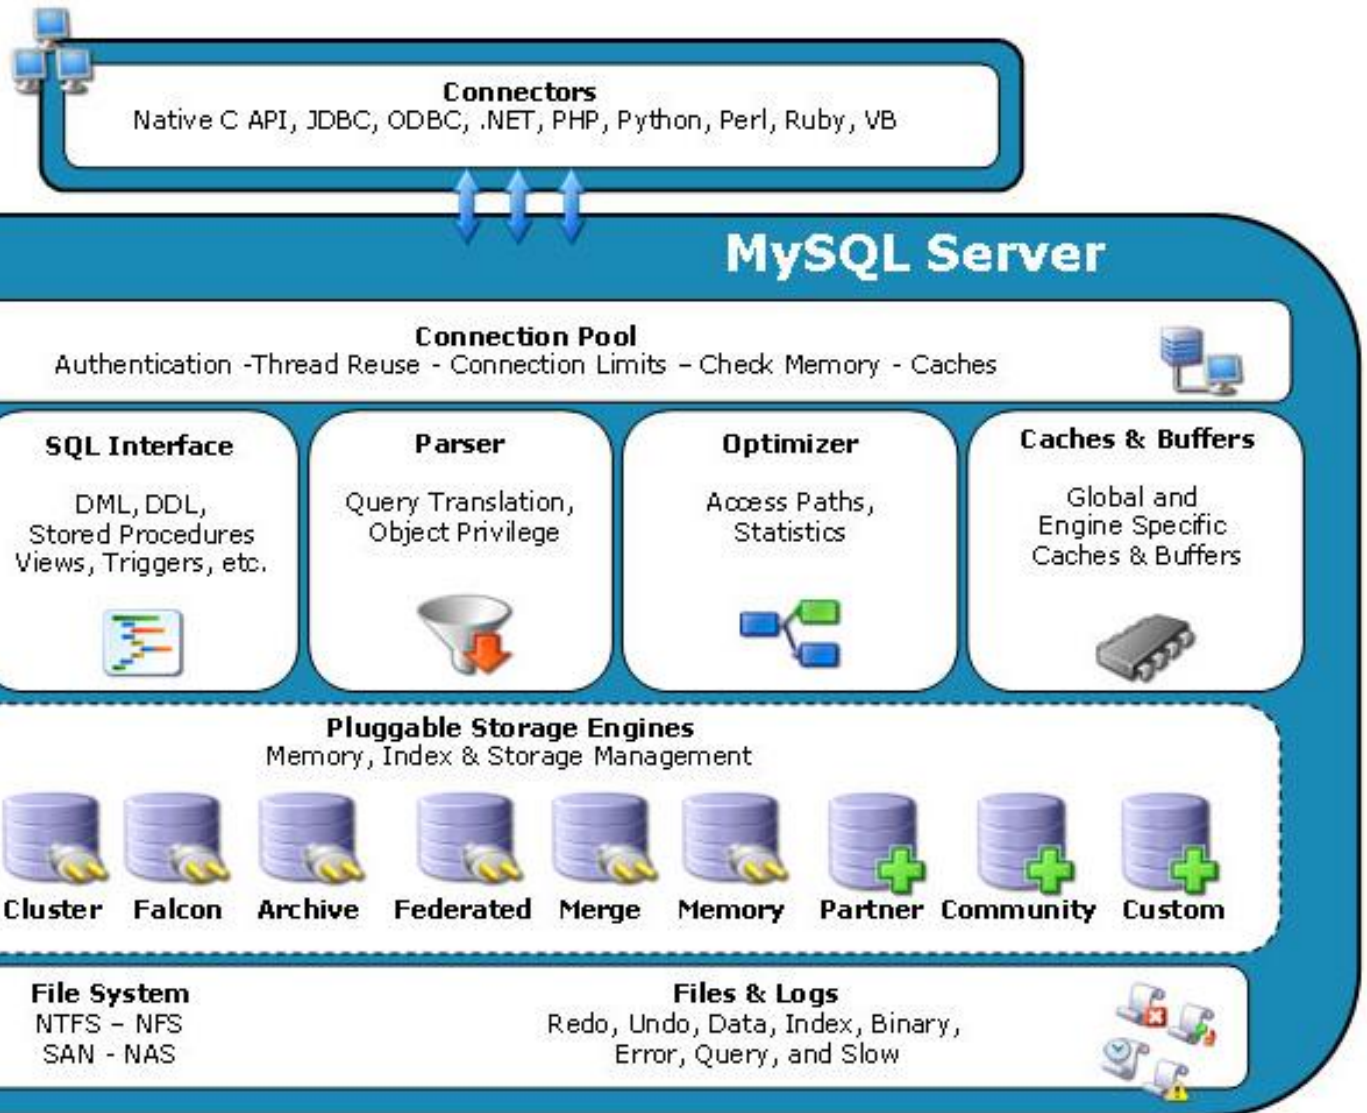 Connectors
Native C API, JDBC, ODBC, .NET, PHP, Python, Perl, Ruby, VB
MySQL Server
Connection Pool
Authentication -Thread Reuse - Connection Limits – Check Memory - Caches
SQL Interface
DML, DDL,
Stored Procedures
Views, Triggers, etc.
Parser
Query Translation,
Object Privilege
Optimizer
Access Paths,
Statistics
Caches & Buffers
Global and
Engine Specific
Caches & Buffers
Pluggable Storage Engines
Memory, Index & Storage Management
Cluster
Falcon
Archive
Federated
Merge
Memory
Partner
Community
Custom
File System
NTFS – NFS
SAN - NAS
Files & Logs
Redo, Undo, Data, Index, Binary,
Error, Query, and Slow